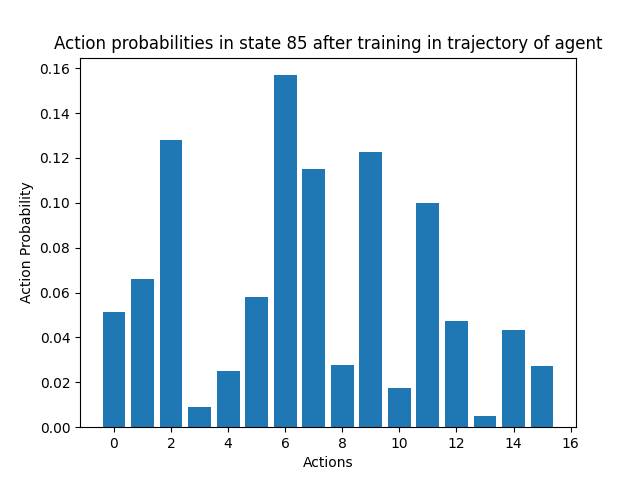 Action probabilities in state 85 after training in trajectory of agent
0.16
0.14
0.12
0.10
0.08
0.06
0.04
0.02
0.00
Action Probability
0 2 4 6 8 10 12 14 16
Actions